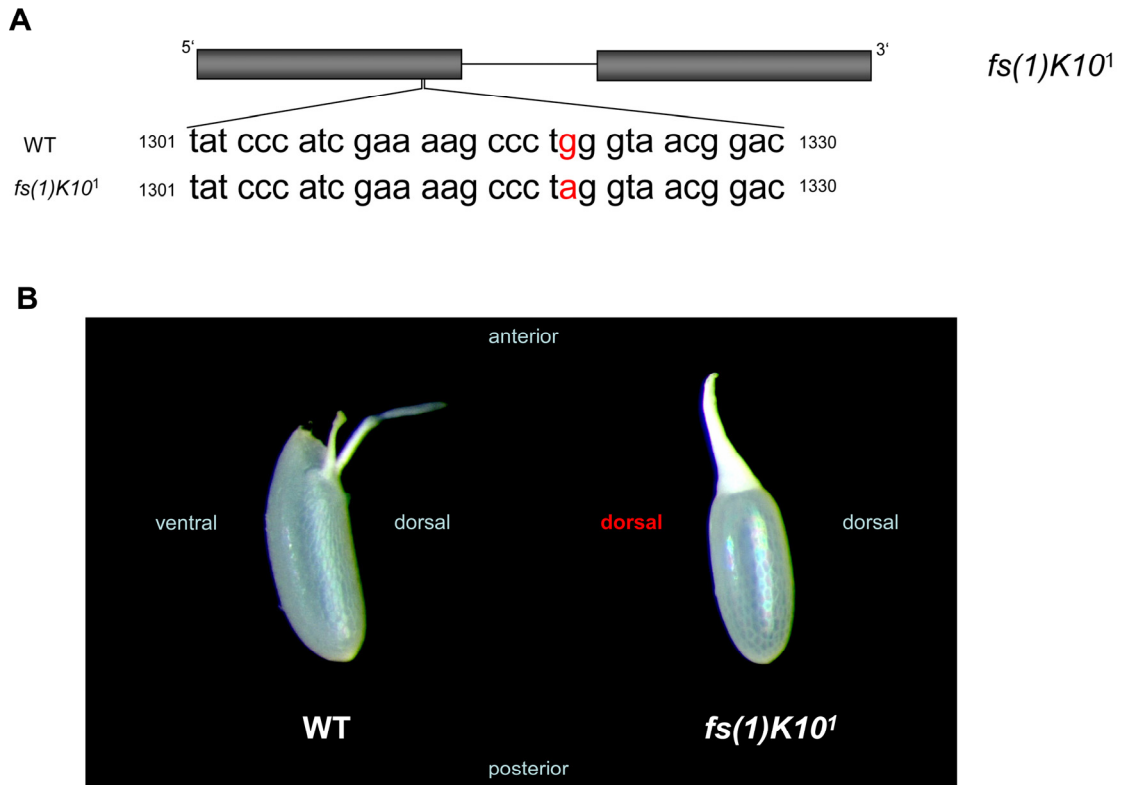 A
5‘ 3‘ fs(1)K10¹
WT 1301 tat ccc atc gaa aag ccc tgg gta acg gac 1330
fs(1)K10¹ 1301 tat ccc atc gaa aag ccc tag gta acg gac 1330
B
anterior
ventral dorsal dorsal dorsal
WT fs(1)K10¹
posterior